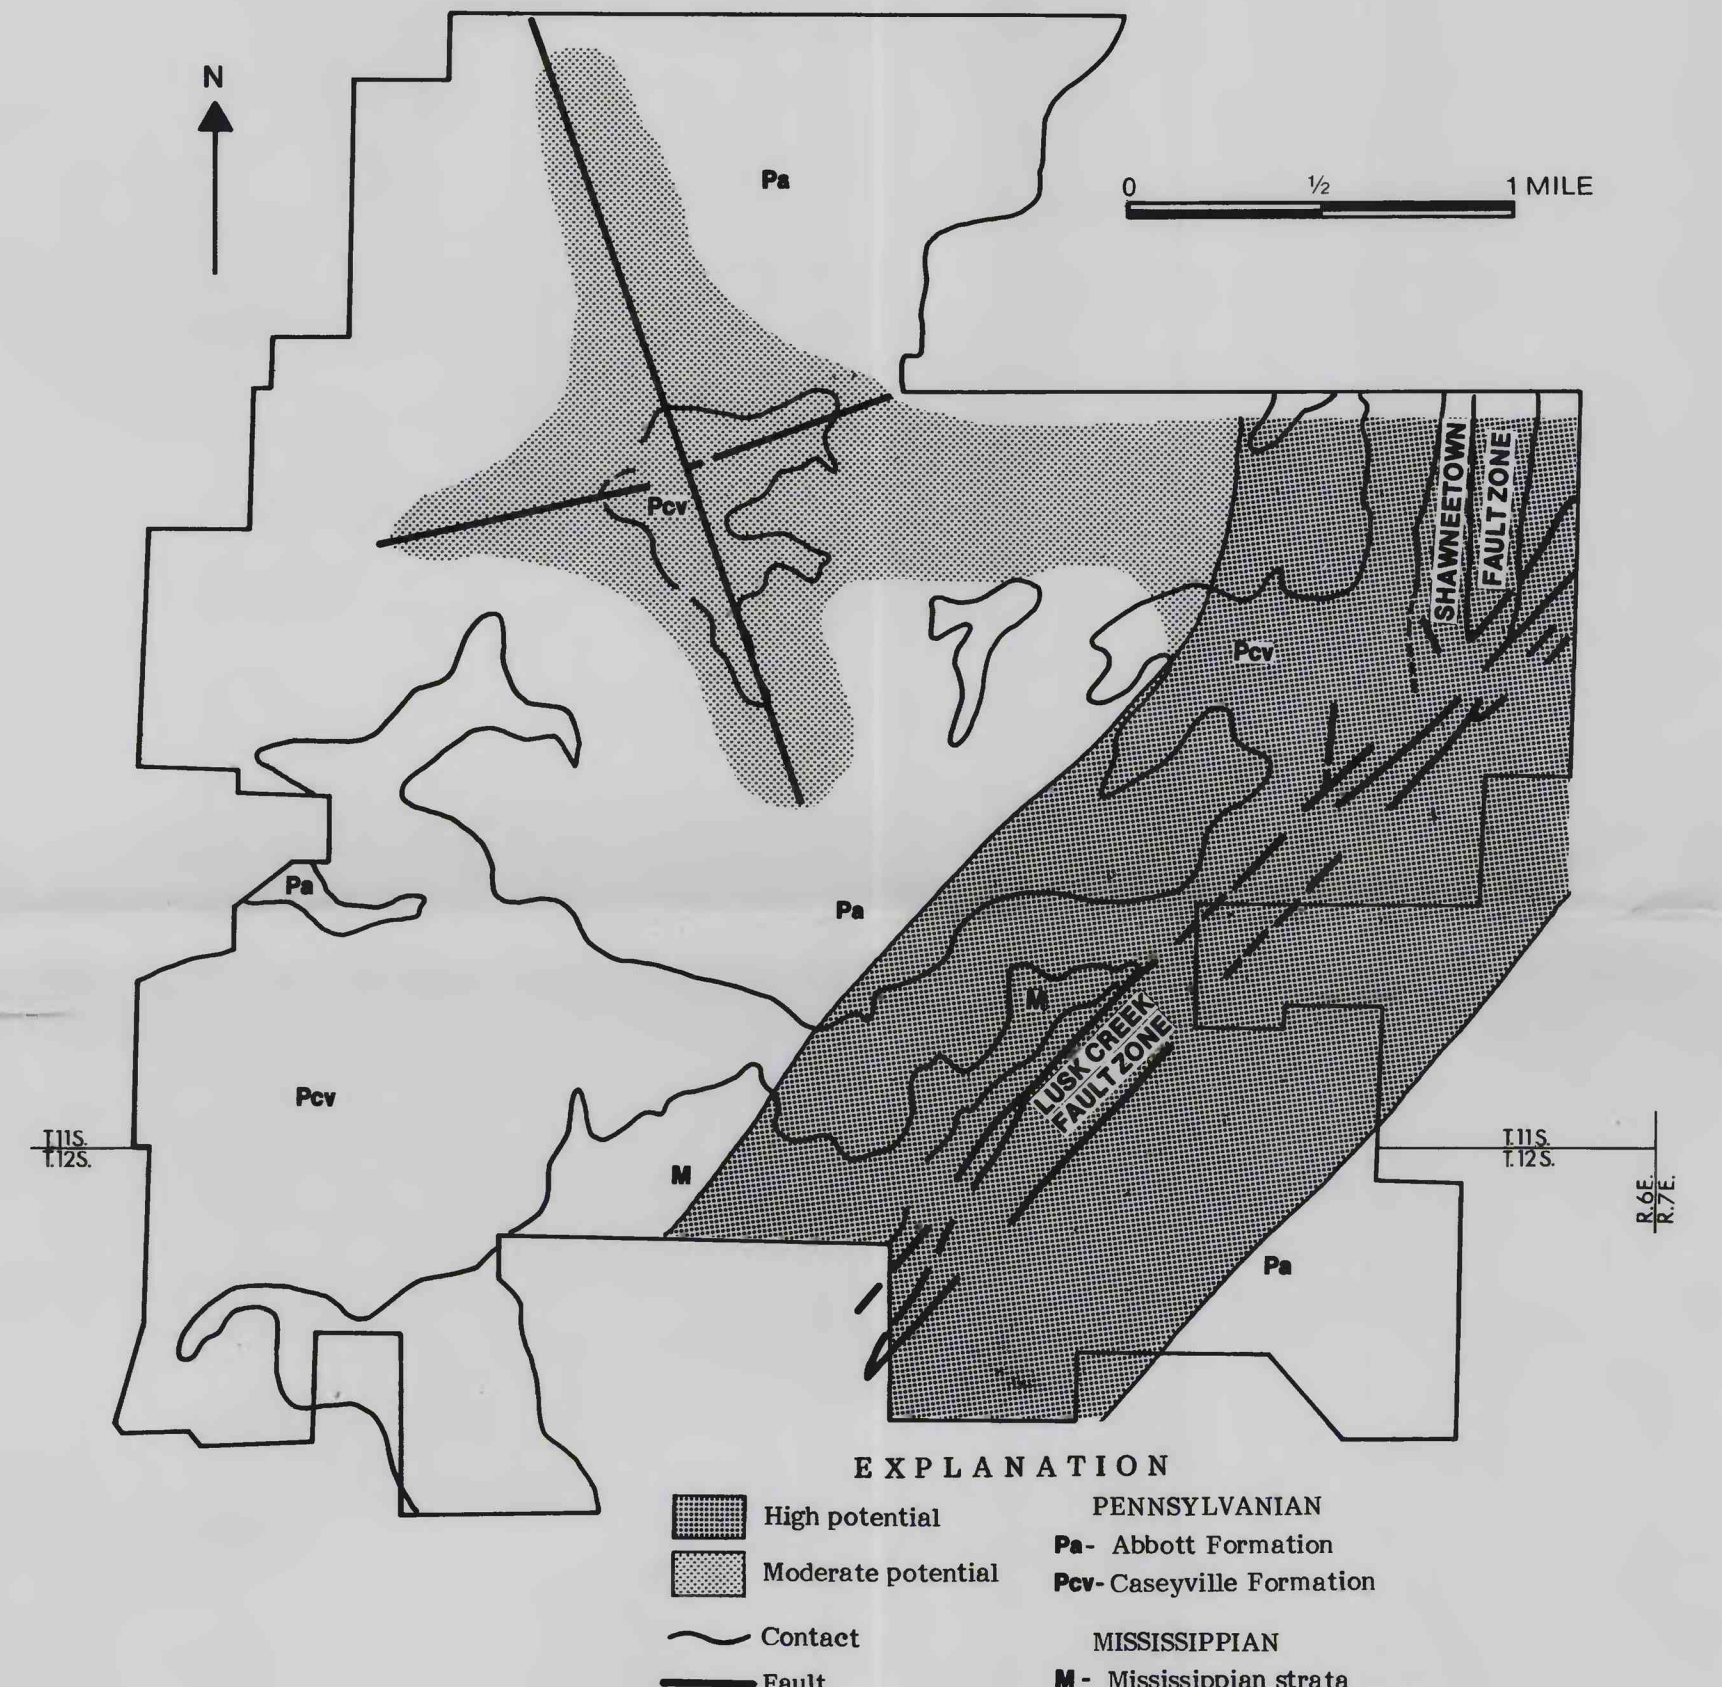 N
Pa
0 ½ 1 MILE
SHAWNEETOWN
FAULT ZONE
Pcv
Pcv
Pa
Pa
M
LUSK CREEK
FAULT ZONE
Pcv
T.11S.
T.12S.
T.11S.
T.12S.
M
R.6E.
R.7E.
Pa
EXPLANATION
High potential
Moderate potential
Contact
Fault
PENNSYLVANIAN
Pa- Abbott Formation
Pcv- Caseyville Formation
MISSISSIPPIAN
M- Mississippian strata